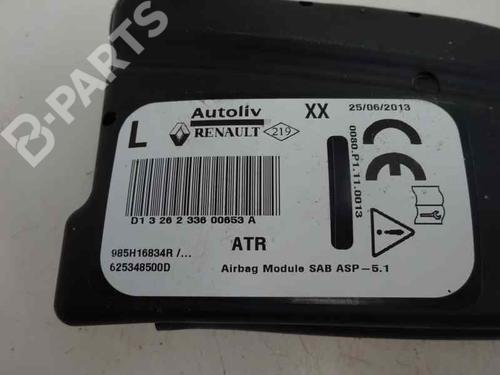 B-PARTS
Autoliv XX 25/06/2013
L RENAULT 219
0080.P1.11.0013
CE
D1 3 26 2 336 00653 A
985H16834R /... ATR
625348500D Airbag Module SAB ASP-5.1